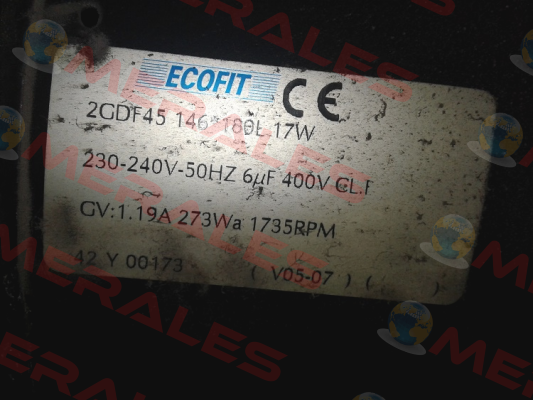 ECOFIT CE
2GDF45 146*180L 17W
230-240V-50HZ 6µF 400V CL.F
GV:1.19A 273Wa 1735RPM
42 Y 00173 ( V05-07 ) (
MERALES
MERALES
MERALES
MERALES
MERALES